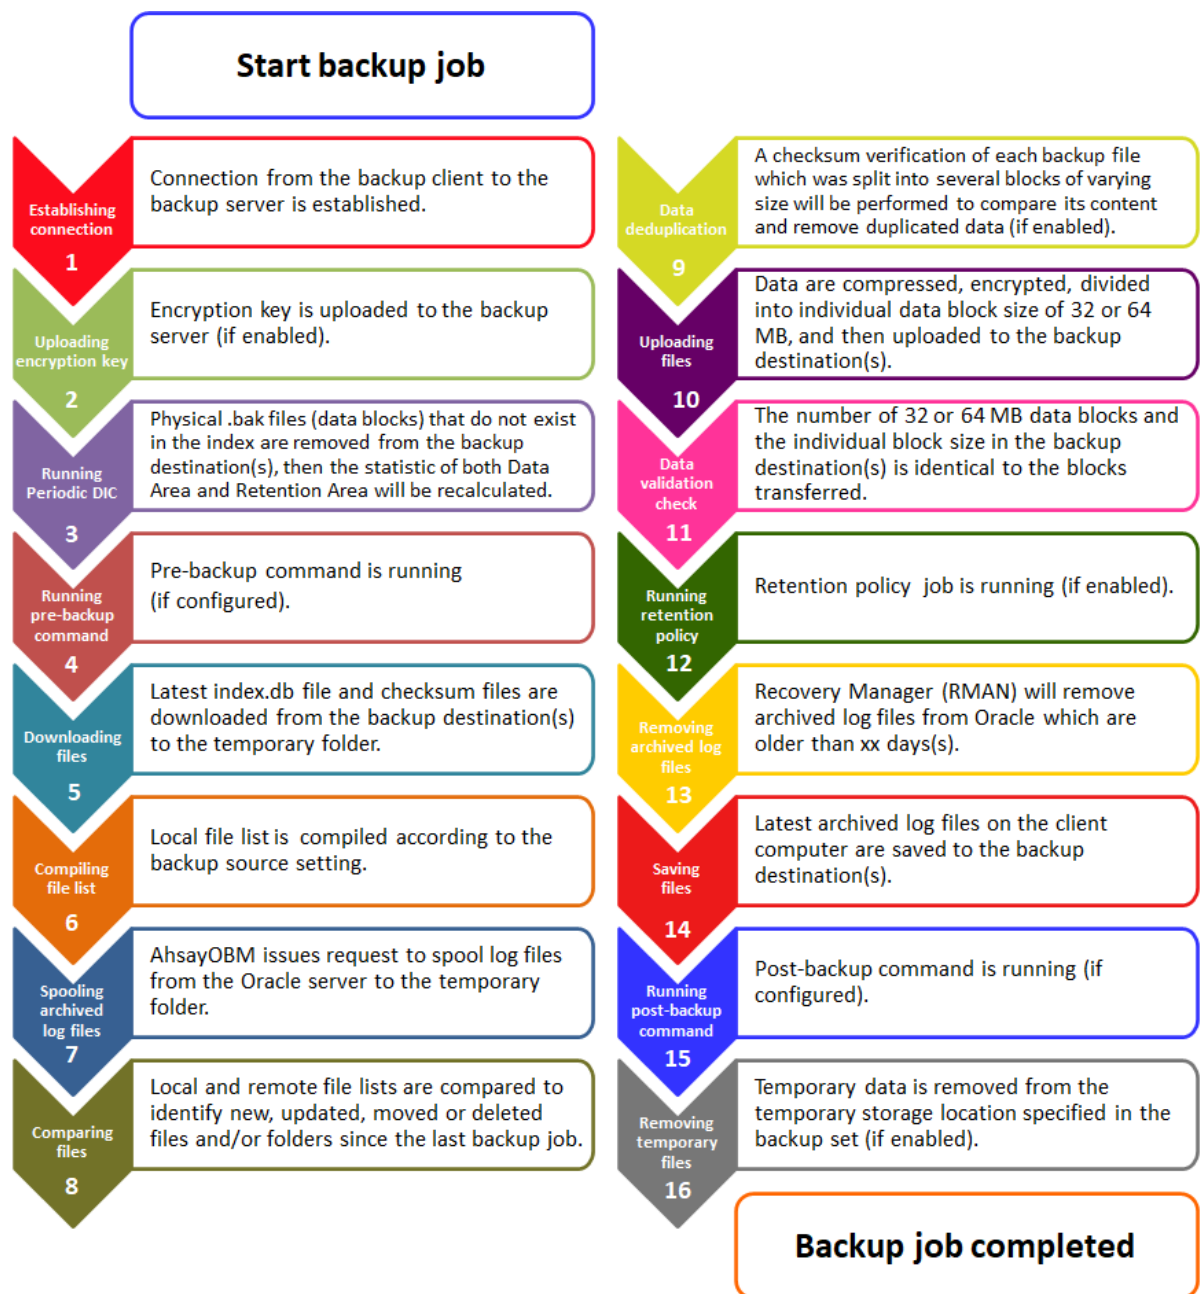 Start backup job
Establishing
connection
1
Connection from the backup client to the
backup server is established.
Uploading
encryption key
2
Encryption key is uploaded to the backup
server (if enabled).
Running
Periodic DIC
3
Physical .bak files (data blocks) that do not exist
in the index are removed from the backup
destination(s), then the statistic of both Data
Area and Retention Area will be recalculated.
Running
pre-backup
command
4
Pre-backup command is running
(if configured).
Downloading
files
5
Latest index.db file and checksum files are
downloaded from the backup destination(s)
to the temporary folder.
Compiling
file list
6
Local file list is compiled according to the
backup source setting.
Spooling
archived
log files
7
AhsayOBM issues request to spool log files
from the Oracle server to the temporary
folder.
Comparing
files
8
Local and remote file lists are compared to
identify new, updated, moved or deleted
files and/or folders since the last backup job.
Data
deduplication
9
A checksum verification of each backup file
which was split into several blocks of varying
size will be performed to compare its content
and remove duplicated data (if enabled).
Uploading
files
10
Data are compressed, encrypted, divided
into individual data block size of 32 or 64
MB, and then uploaded to the backup
destination(s).
Data
validation
check
11
The number of 32 or 64 MB data blocks and
the individual block size in the backup
destination(s) is identical to the blocks
transferred.
Running
retention
policy
12
Retention policy job is running (if enabled).
Removing
archived log
files
13
Recovery Manager (RMAN) will remove
archived log files from Oracle which are
older than xx days(s).
Saving
files
14
Latest archived log files on the client
computer are saved to the backup
destination(s).
Running
post-backup
command
15
Post-backup command is running (if
configured).
Removing
temporary
files
16
Temporary data is removed from the
temporary storage location specified in the
backup set (if enabled).
Backup job completed